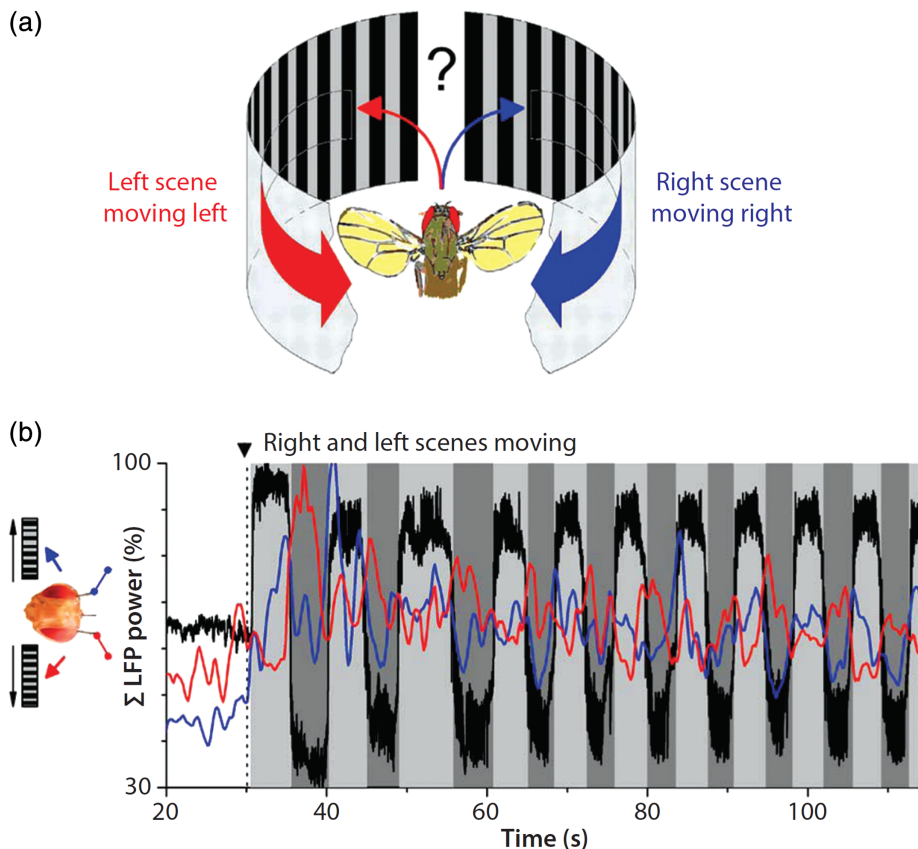 (a)
?
Left scene
moving left
Right scene
moving right
(b)
Right and left scenes moving
100
Σ LFP power (%)
30
20
40
60
80
100
Time (s)